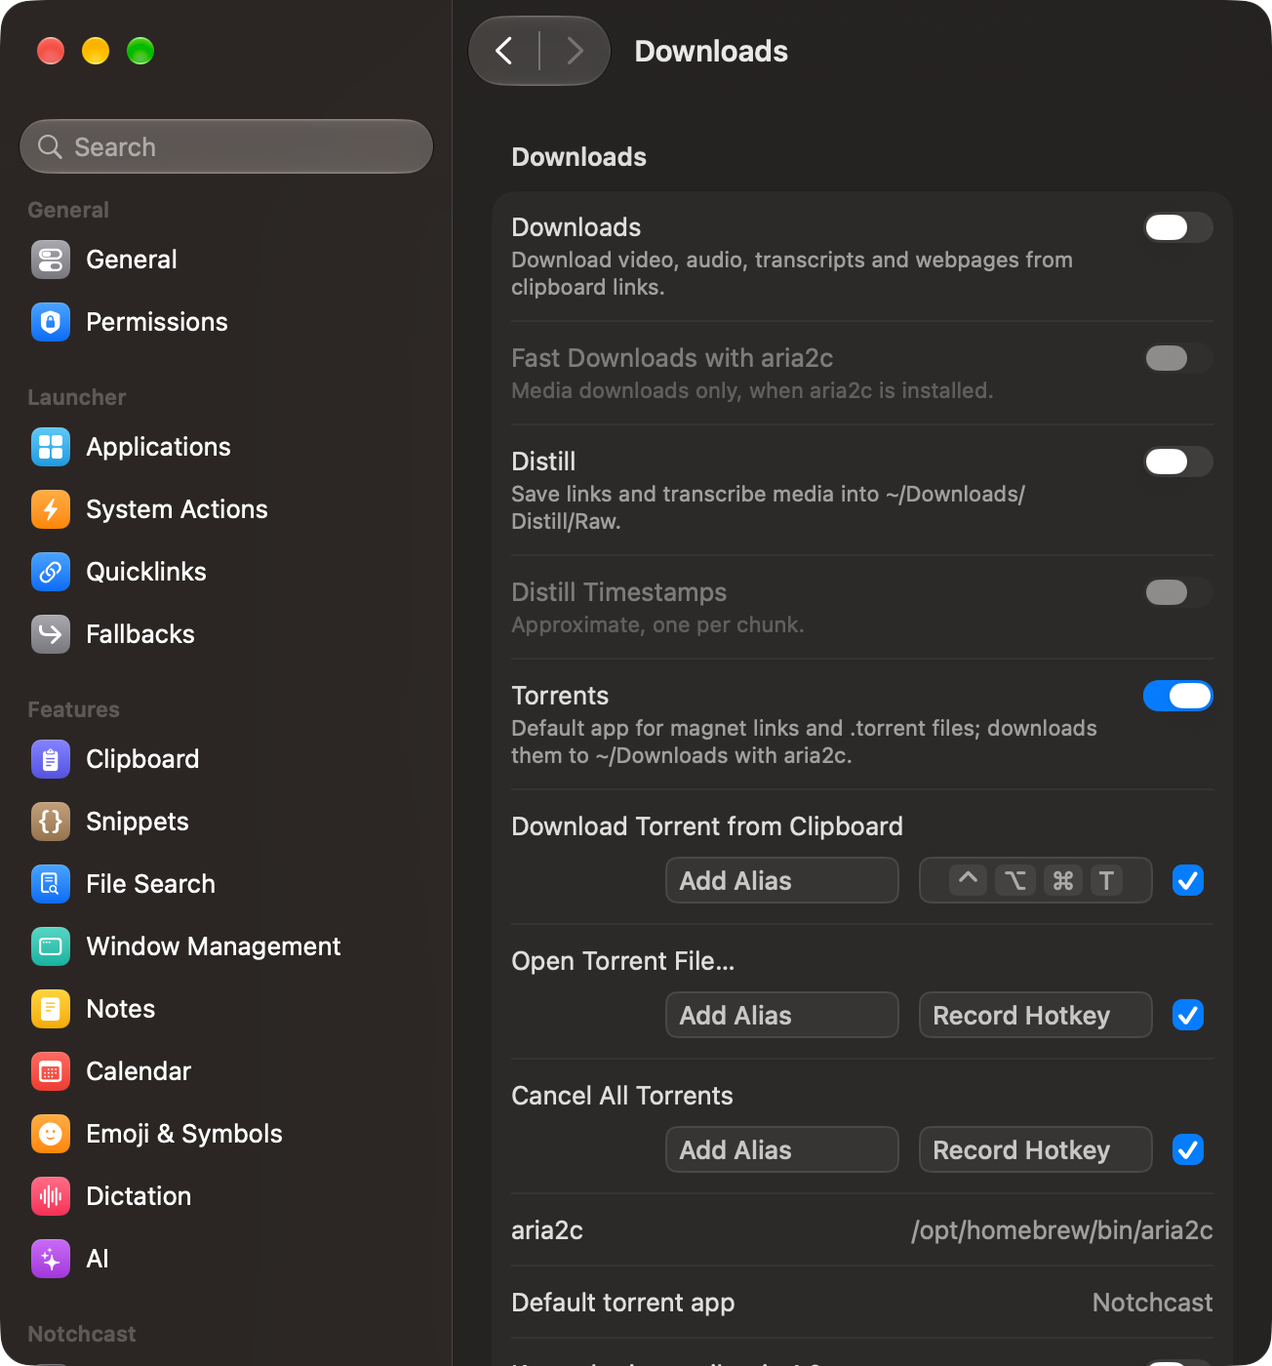 Downloads
Search
General
General
Permissions
Launcher
Applications
System Actions
Quicklinks
Fallbacks
Features
Clipboard
Snippets
File Search
Window Management
Notes
Calendar
Emoji & Symbols
Dictation
AI
Notchcast
Downloads
Downloads
Download video, audio, transcripts and webpages from
clipboard links.
Fast Downloads with aria2c
Media downloads only, when aria2c is installed.
Distill
Save links and transcribe media into ~/Downloads/
Distill/Raw.
Distill Timestamps
Approximate, one per chunk.
Torrents
Default app for magnet links and .torrent files; downloads
them to ~/Downloads with aria2c.
Download Torrent from Clipboard
Add Alias ⌃ ⌥ ⌘ T
Open Torrent File...
Add Alias Record Hotkey
Cancel All Torrents
Add Alias Record Hotkey
aria2c /opt/homebrew/bin/aria2c
Default torrent app Notchcast